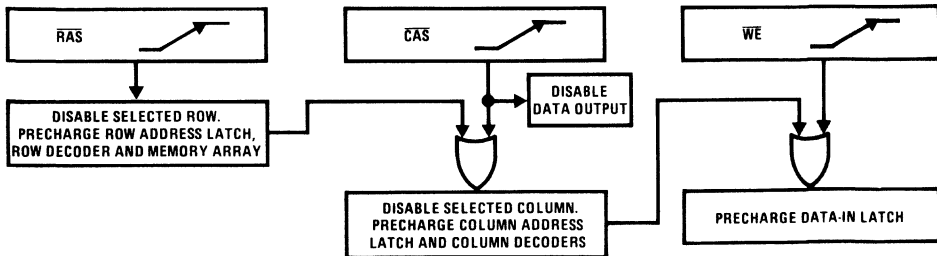 RAS
CAS
WE
DISABLE
DATA OUTPUT
DISABLE SELECTED ROW.
PRECHARGE ROW ADDRESS LATCH,
ROW DECODER AND MEMORY ARRAY
DISABLE SELECTED COLUMN.
PRECHARGE COLUMN ADDRESS
LATCH AND COLUMN DECODERS
PRECHARGE DATA-IN LATCH